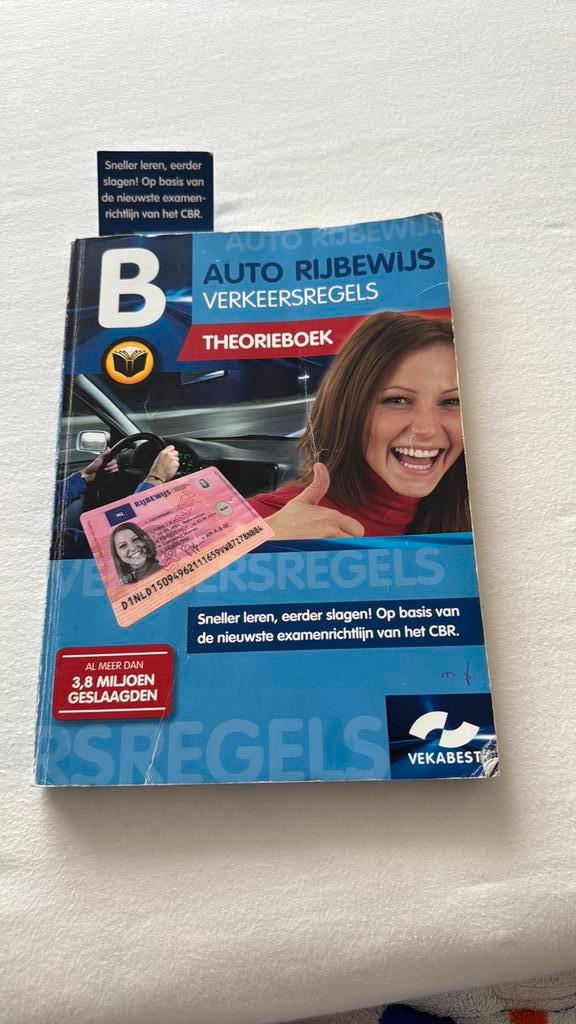 Sneller leren, eerder
slagen! Op basis van
de nieuwste examen-
richtlijn van het CBR.
AUTO RIJBEWIJS
B
AUTO RIJBEWIJS
VERKEERSREGELS
THEORIEBOEK
NL
RIJBEWIJS
D1NLD15094962111659VW87Z78NBB4
VERKEERSREGELS
Sneller leren, eerder slagen! Op basis van
de nieuwste examenrichtlijn van het CBR.
AL MEER DAN
3,8 MILJOEN
GESLAAGDEN
RSREGELS
VEKABEST